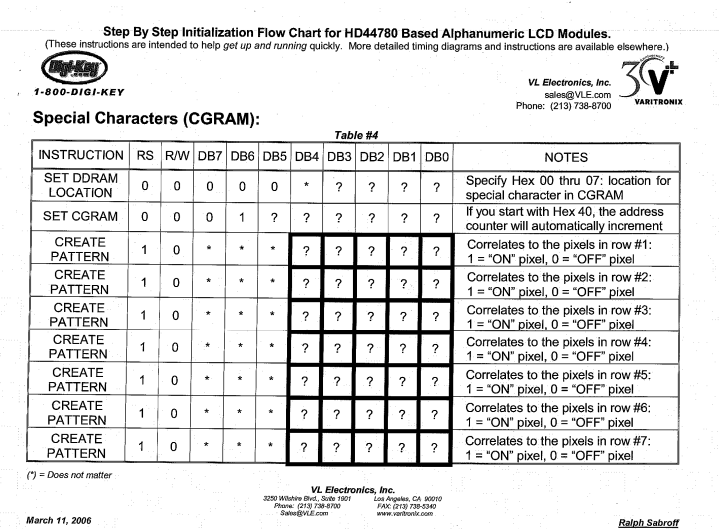 Step By Step Initialization Flow Chart for HD44780 Based Alphanumeric LCD Modules.
(These instructions are intended to help get up and running quickly. More detailed timing diagrams and instructions are available elsewhere.)
Digi-Key
.com
1-800-DIGI-KEY
VL Electronics, Inc.
sales@VLE.com
Phone: (213) 738-8700
30 V+
VARITRONIX
Special Characters (CGRAM):
Table #4
INSTRUCTION RS R/W DB7 DB6 DB5 DB4 DB3 DB2 DB1 DB0 NOTES
SET DDRAM LOCATION 0 0 0 0 0 * ? ? ? ? Specify Hex 00 thru 07: location for
special character in CGRAM
SET CGRAM 0 0 0 1 ? ? ? ? ? ? If you start with Hex 40, the address
counter will automatically increment
CREATE PATTERN 1 0 * * * ? ? ? ? ? Correlates to the pixels in row #1:
1 = “ON” pixel, 0 = “OFF” pixel
CREATE PATTERN 1 0 * * * ? ? ? ? ? Correlates to the pixels in row #2:
1 = “ON” pixel, 0 = “OFF” pixel
CREATE PATTERN 1 0 * * * ? ? ? ? ? Correlates to the pixels in row #3:
1 = “ON” pixel, 0 = “OFF” pixel
CREATE PATTERN 1 0 * * * ? ? ? ? ? Correlates to the pixels in row #4:
1 = “ON” pixel, 0 = “OFF” pixel
CREATE PATTERN 1 0 * * * ? ? ? ? ? Correlates to the pixels in row #5:
1 = “ON” pixel, 0 = “OFF” pixel
CREATE PATTERN 1 0 * * * ? ? ? ? ? Correlates to the pixels in row #6:
1 = “ON” pixel, 0 = “OFF” pixel
CREATE PATTERN 1 0 * * * ? ? ? ? ? Correlates to the pixels in row #7:
1 = “ON” pixel, 0 = “OFF” pixel
(*) = Does not matter
VL Electronics, Inc.
3250 Wilshire Blvd., Suite 1901 Los Angeles, CA 90010
Phone: (213) 738-8700 FAX: (213) 738-5340
Sales@VLE.com www.varitronix.com
March 11, 2006
Ralph Sabroff